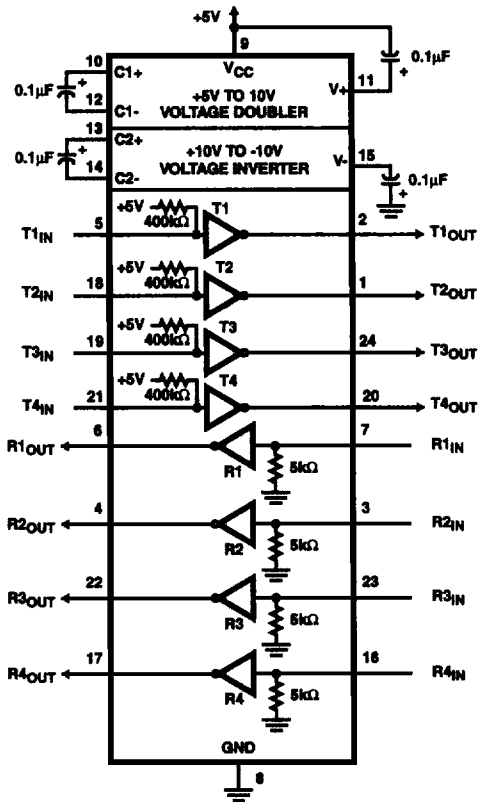 +5V
9
10
C1+
VCC
0.1µF
+
+5V TO 10V
VOLTAGE DOUBLER
V+
11
0.1µF
+
12
C1-
13
C2+
0.1µF
+
+10V TO -10V
VOLTAGE INVERTER
V-
15
14
C2-
0.1µF
+
+5V
400kΩ
T1
T1IN
5
2
T1OUT
+5V
400kΩ
T2
T2IN
18
1
T2OUT
+5V
400kΩ
T3
T3IN
19
24
T3OUT
+5V
400kΩ
T4
T4IN
21
20
T4OUT
R1OUT
6
7
R1IN
R1
5kΩ
R2OUT
4
3
R2IN
R2
5kΩ
R3OUT
22
23
R3IN
R3
5kΩ
R4OUT
17
16
R4IN
R4
5kΩ
GND
8